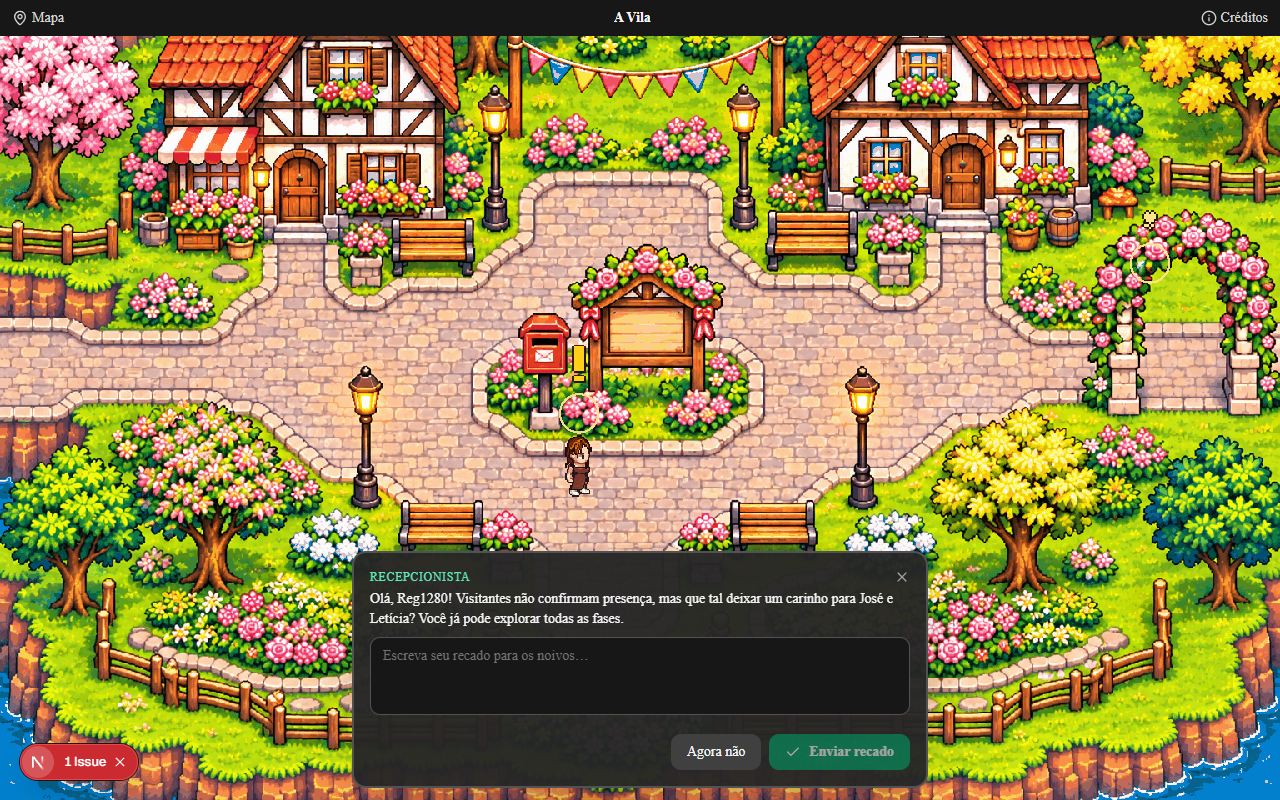 Mapa
A Vila
Créditos
RECEPCIONISTA
Olá, Reg1280! Visitantes não confirmam presença, mas que tal deixar um carinho para José e
Letícia? Você já pode explorar todas as fases.
Escreva seu recado para os noivos…
Agora não
Enviar recado
N
1 Issue